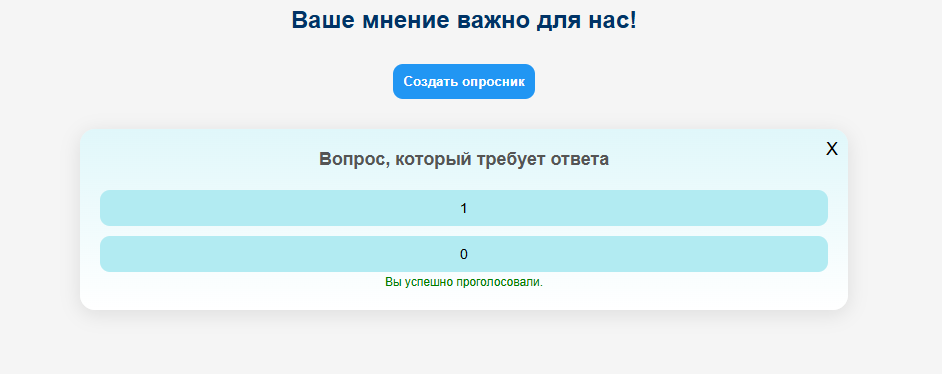 Ваше мнение важно для нас!
Создать опросник
X
Вопрос, который требует ответа
1
0
Вы успешно проголосовали.